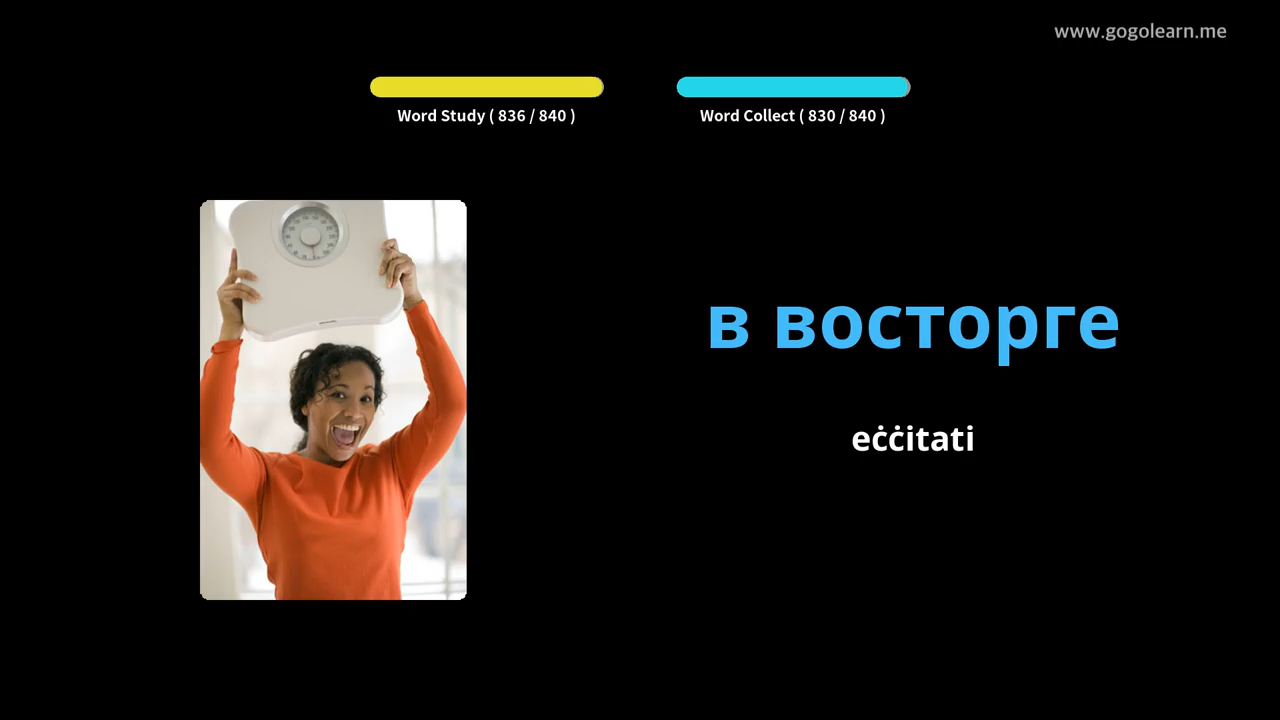 www.gogolearn.me
Word Study ( 836 / 840 )
Word Collect ( 830 / 840 )
в восторге
eċċitati